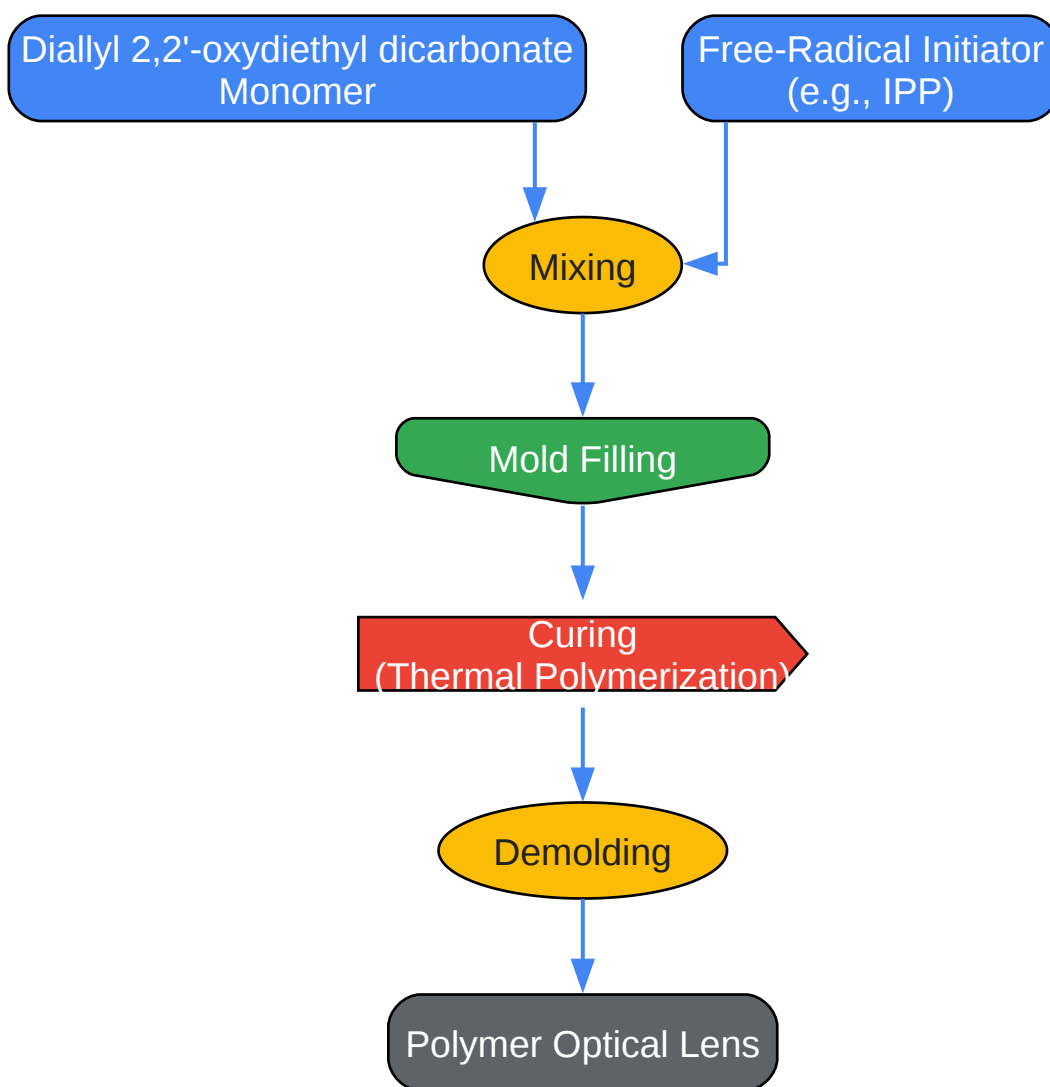 Diallyl 2,2'-oxydiethyl dicarbonate
Monomer
Free-Radical Initiator
(e.g., IPP)
Mixing
Mold Filling
Curing
(Thermal Polymerization)
Demolding
Polymer Optical Lens